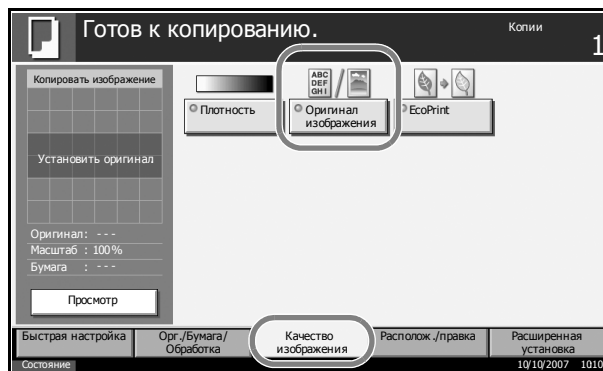 Готов к копированию.
Копии
1
Копировать изображение
Установить оригинал
Оригинал: ---
Масштаб : 100%
Бумага : ---
Просмотр
ABC
DEF
GHI
Плотность
Оригинал
изображения
EcoPrint
Быстрая настройка
Орг./Бумага/
Обработка
Качество
изображения
Располож./правка
Расширенная
установка
Состояние
10/10/2007 1010